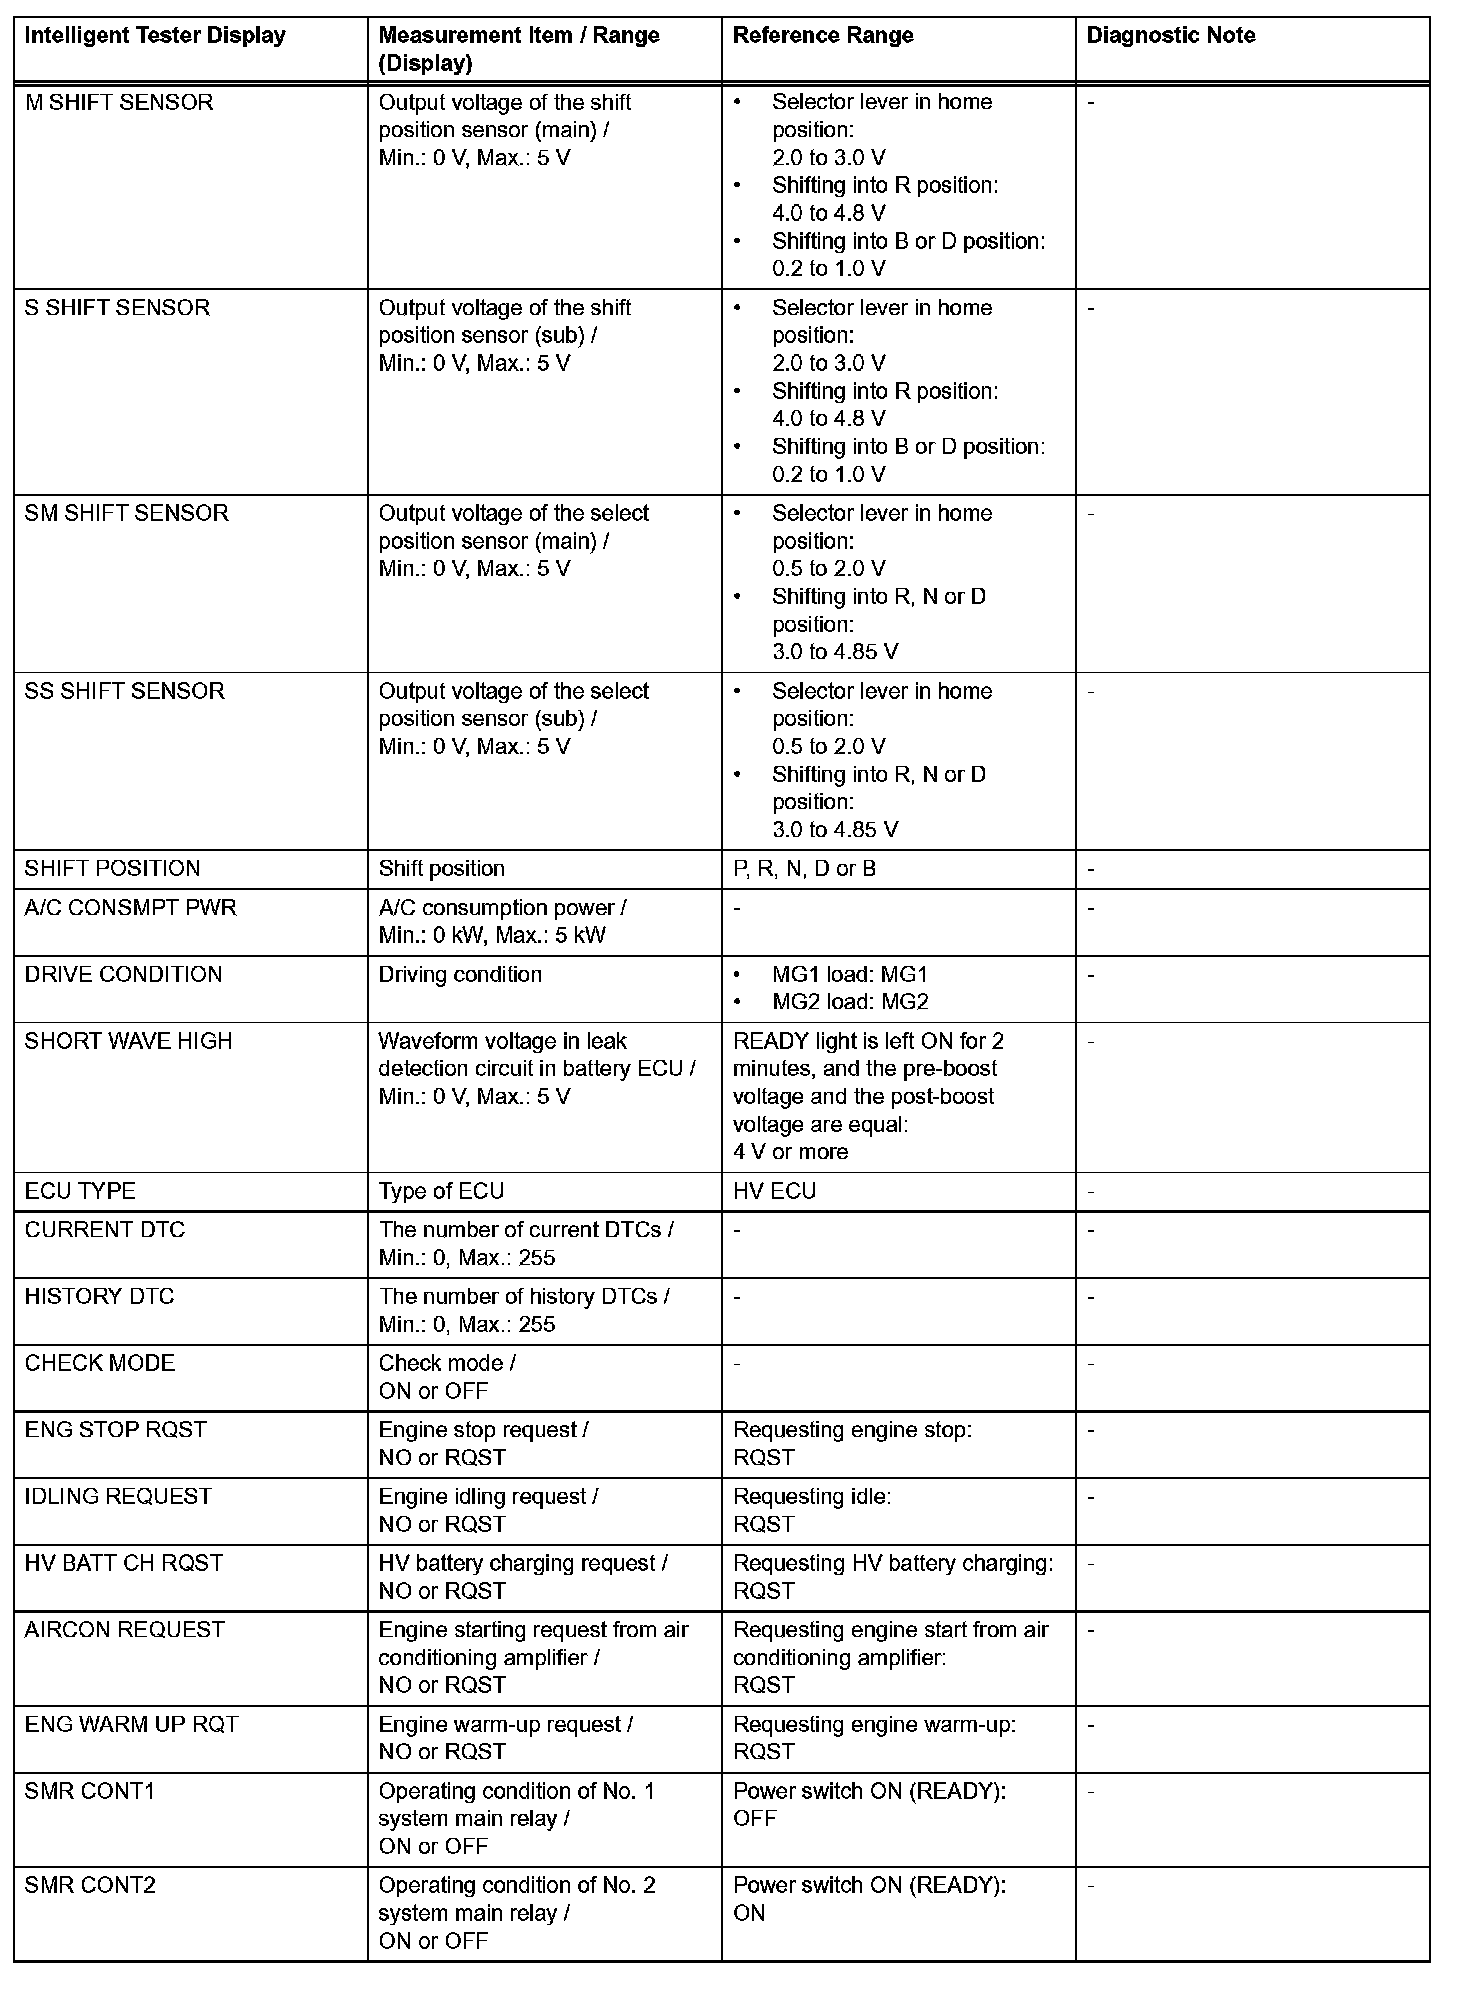 Intelligent Tester Display
Measurement Item / Range
(Display)
Reference Range
Diagnostic Note
M SHIFT SENSOR
Output voltage of the shift
position sensor (main) /
Min.: 0 V, Max.: 5 V
• Selector lever in home
position:
2.0 to 3.0 V
• Shifting into R position:
4.0 to 4.8 V
• Shifting into B or D position:
0.2 to 1.0 V
-
S SHIFT SENSOR
Output voltage of the shift
position sensor (sub) /
Min.: 0 V, Max.: 5 V
• Selector lever in home
position:
2.0 to 3.0 V
• Shifting into R position:
4.0 to 4.8 V
• Shifting into B or D position:
0.2 to 1.0 V
-
SM SHIFT SENSOR
Output voltage of the select
position sensor (main) /
Min.: 0 V, Max.: 5 V
• Selector lever in home
position:
0.5 to 2.0 V
• Shifting into R, N or D
position:
3.0 to 4.85 V
-
SS SHIFT SENSOR
Output voltage of the select
position sensor (sub) /
Min.: 0 V, Max.: 5 V
• Selector lever in home
position:
0.5 to 2.0 V
• Shifting into R, N or D
position:
3.0 to 4.85 V
-
SHIFT POSITION
Shift position
P, R, N, D or B
-
A/C CONSMPT PWR
A/C consumption power /
Min.: 0 kW, Max.: 5 kW
-
-
DRIVE CONDITION
Driving condition
• MG1 load: MG1
• MG2 load: MG2
-
SHORT WAVE HIGH
Waveform voltage in leak
detection circuit in battery ECU /
Min.: 0 V, Max.: 5 V
READY light is left ON for 2
minutes, and the pre-boost
voltage and the post-boost
voltage are equal:
4 V or more
-
ECU TYPE
Type of ECU
HV ECU
-
CURRENT DTC
The number of current DTCs /
Min.: 0, Max.: 255
-
-
HISTORY DTC
The number of history DTCs /
Min.: 0, Max.: 255
-
-
CHECK MODE
Check mode /
ON or OFF
-
-
ENG STOP RQST
Engine stop request /
NO or RQST
Requesting engine stop:
RQST
-
IDLING REQUEST
Engine idling request /
NO or RQST
Requesting idle:
RQST
-
HV BATT CH RQST
HV battery charging request /
NO or RQST
Requesting HV battery charging:
RQST
-
AIRCON REQUEST
Engine starting request from air
conditioning amplifier /
NO or RQST
Requesting engine start from air
conditioning amplifier:
RQST
-
ENG WARM UP RQT
Engine warm-up request /
NO or RQST
Requesting engine warm-up:
RQST
-
SMR CONT1
Operating condition of No. 1
system main relay /
ON or OFF
Power switch ON (READY):
OFF
-
SMR CONT2
Operating condition of No. 2
system main relay /
ON or OFF
Power switch ON (READY):
ON
-